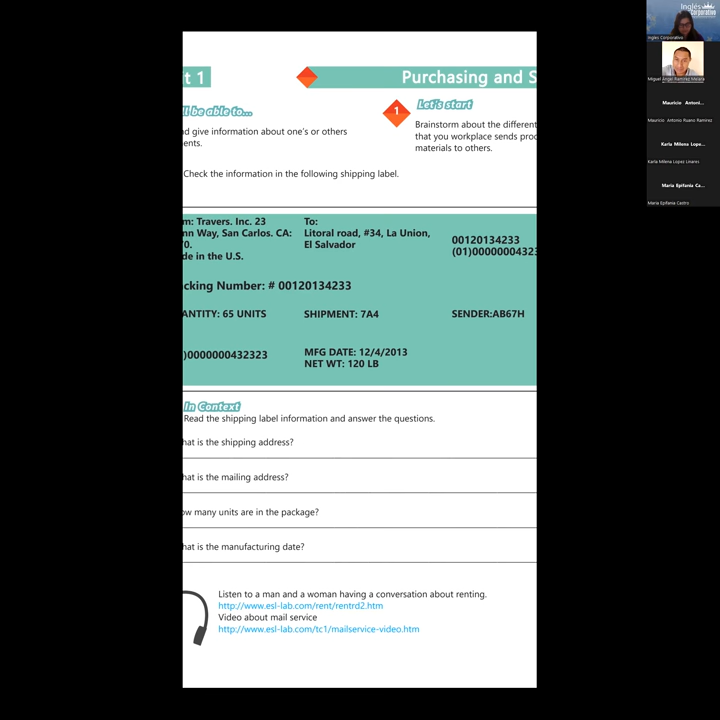 t 1
Purchasing and S
ll be able to...
nd give information about one's or others
ents.
1
Let's start
Brainstorm about the different
that you workplace sends prod
materials to others.
Check the information in the following shipping label.
m: Travers. Inc. 23
nn Way, San Carlos. CA:
0.
de in the U.S.
To:
Litoral road, #34, La Union,
El Salvador
00120134233
(01)0000000432
cking Number: # 00120134233
ANTITY: 65 UNITS
SHIPMENT: 7A4
SENDER:AB67H
)0000000432323
MFG DATE: 12/4/2013
NET WT: 120 LB
In Context
Read the shipping label information and answer the questions.
hat is the shipping address?
hat is the mailing address?
ow many units are in the package?
hat is the manufacturing date?
Listen to a man and a woman having a conversation about renting.
http://www.esl-lab.com/rent/rentrd2.htm
Video about mail service
http://www.esl-lab.com/tc1/mailservice-video.htm
Inglés
corporativo
Ingles Corporativo
Miguel Angel Ramirez Melara
Mauricio Antoni...
Mauricio Antonio Ruano Ramirez
Karla Milena Lope...
Karla Milena Lopez Linares
Maria Epifania Ca...
Maria Epifania Castro